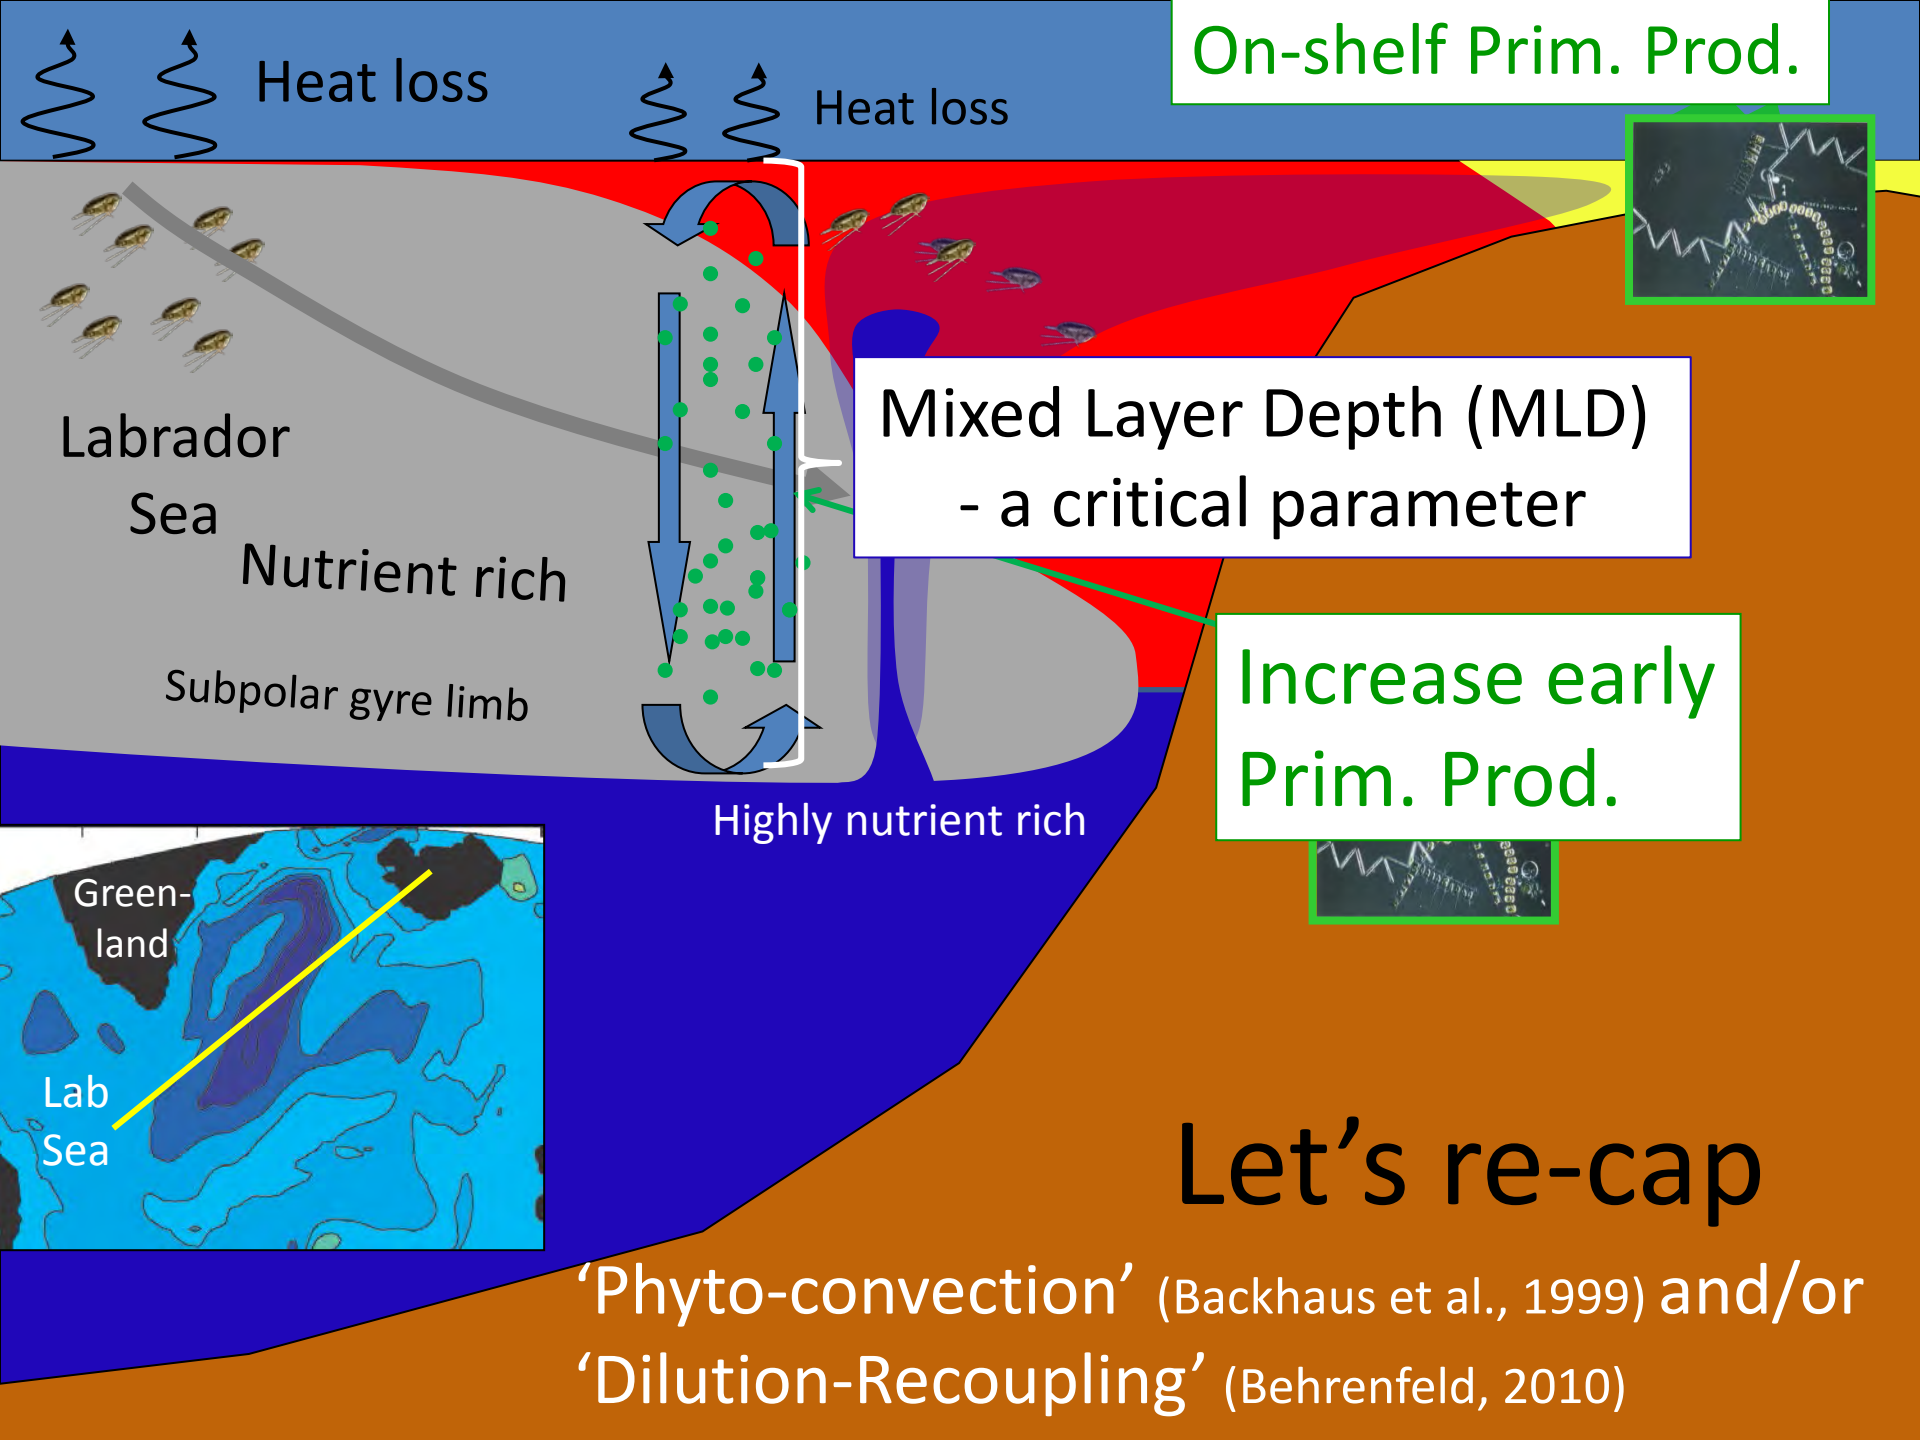 On-shelf Prim. Prod.
Heat loss
Heat loss
Mixed Layer Depth (MLD)
- a critical parameter
Labrador
Sea
Nutrient rich
Subpolar gyre limb
Increase early
Prim. Prod.
Highly nutrient rich
Green-
land
Lab
Sea
Let’s re-cap
‘Phyto-convection’ (Backhaus et al., 1999) and/or
‘Dilution-Recoupling’ (Behrenfeld, 2010)